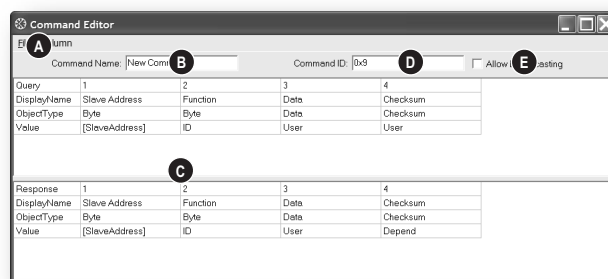 Command Editor
A
Column
Command Name: New Comm B
Command ID: 0x9 D
Allow E casting
Query 1 2 3 4
DisplayName Slave Address Function Data Checksum
ObjectType Byte Byte Data Checksum
Value [SlaveAddress] ID User User
C
Response 1 2 3 4
DisplayName Slave Address Function Data Checksum
ObjectType Byte Byte Data Checksum
Value [SlaveAddress] ID User Depend